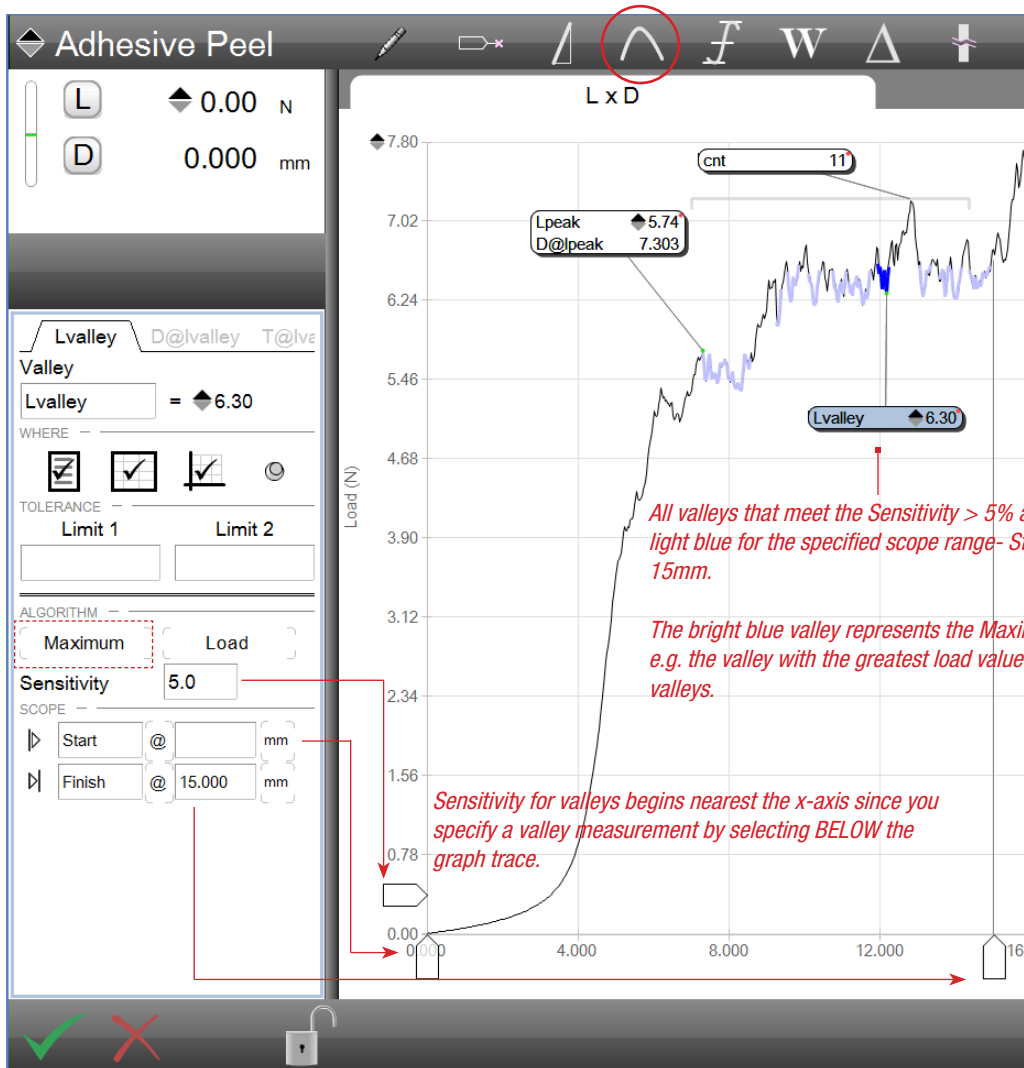 Adhesive Peel
W
L 0.00 N
D 0.000 mm
L x D
Lvalley D@lvalley T@lva
Valley
Lvalley = 6.30
WHERE
TOLERANCE
Limit 1 Limit 2
ALGORITHM
Maximum Load
Sensitivity 5.0
SCOPE
Start @ mm
Finish @ 15.000 mm
7.80
7.02
6.24
5.46
4.68
3.90
3.12
2.34
1.56
0.78
0.00
Load (N)
cnt 11
Lpeak 5.74
D@lpeak 7.303
Lvalley 6.30
All valleys that meet the Sensitivity > 5% a
light blue for the specified scope range- St
15mm.
The bright blue valley represents the Maxi
e.g. the valley with the greatest load value
valleys.
Sensitivity for valleys begins nearest the x-axis since you
specify a valley measurement by selecting BELOW the
graph trace.
0.000 4.000 8.000 12.000 16